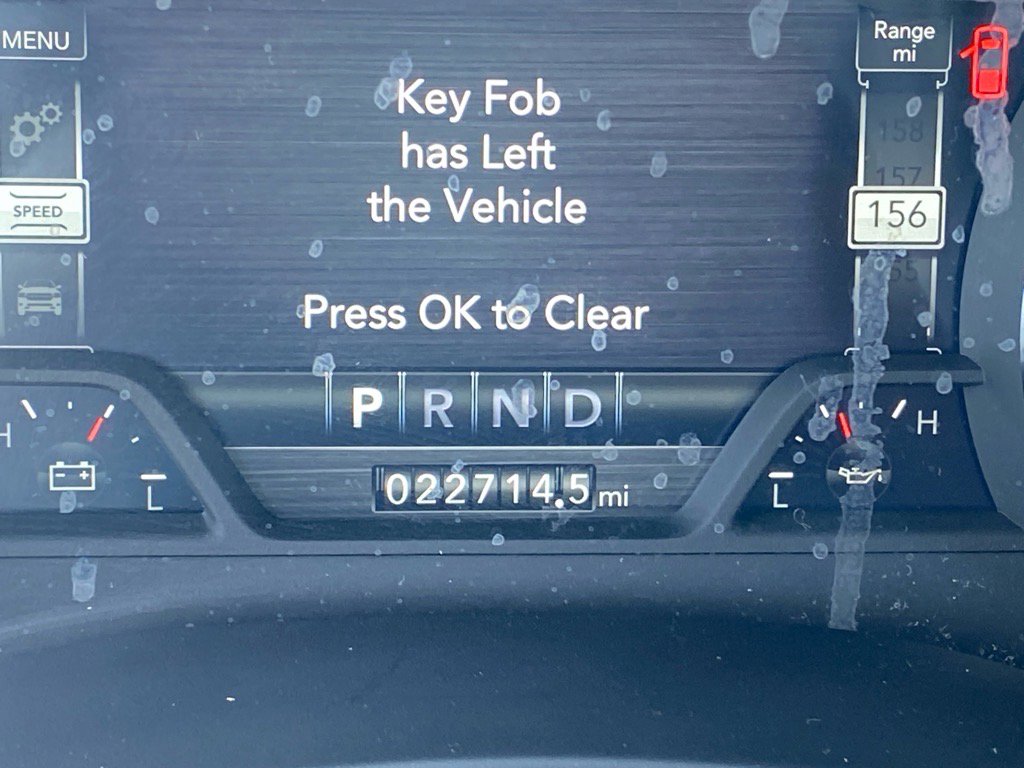 MENU
Range
mi
Key Fob
has Left
the Vehicle
158
157
SPEED
156
Press OK to Clear
P R N D
H
L
022714.5 mi
H
L